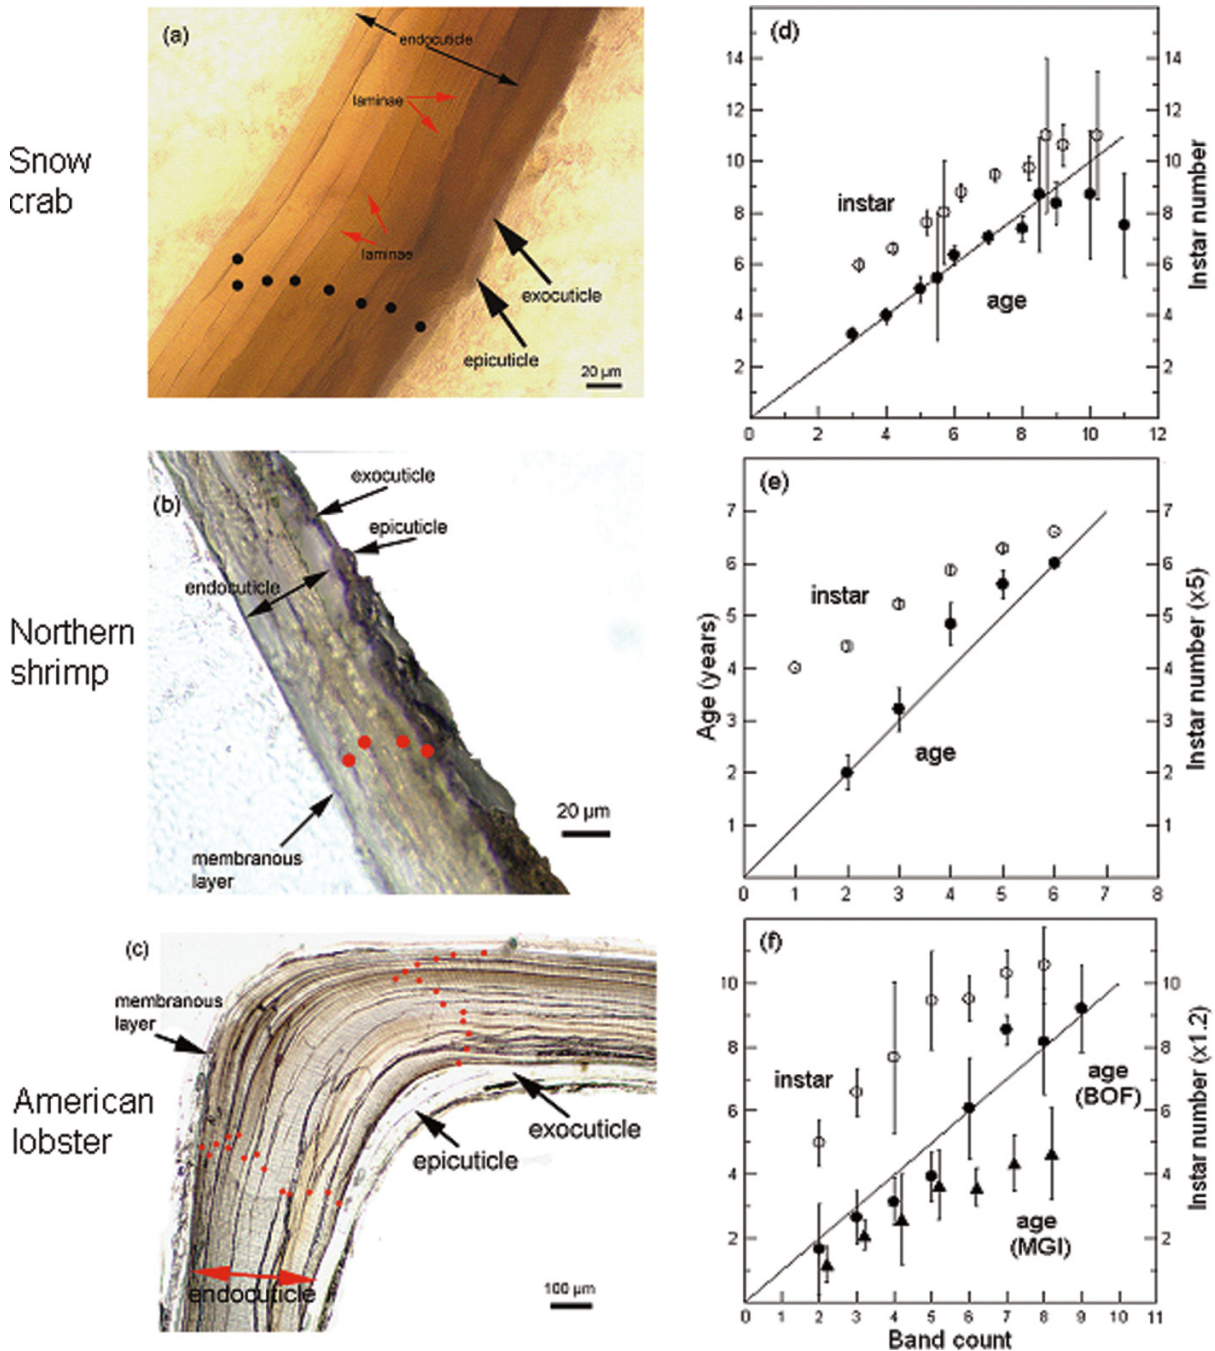 Snow
crab
(a)
endocuticle
laminae
laminae
exocuticle
epicuticle
20 µm
(d)
14
12
10
8
6
4
2
instar
age
14
12
10
8
6
4
2
Instar number
0 2 4 6 8 10 12
Northern
shrimp
(b)
exocuticle
epicuticle
endocuticle
membranous
layer
20 µm
(e)
Age (years)
7
6
5
4
3
2
1
instar
age
7
6
5
4
3
2
1
Instar number (x5)
0 1 2 3 4 5 6 7 8
American
lobster
(c)
membranous
layer
exocuticle
epicuticle
endocuticle
100 µm
(f)
10
8
6
4
2
instar
age
(BOF)
age
(MGI)
10
8
6
4
2
Instar number (x1.2)
0 1 2 3 4 5 6 7 8 9 10 11
Band count